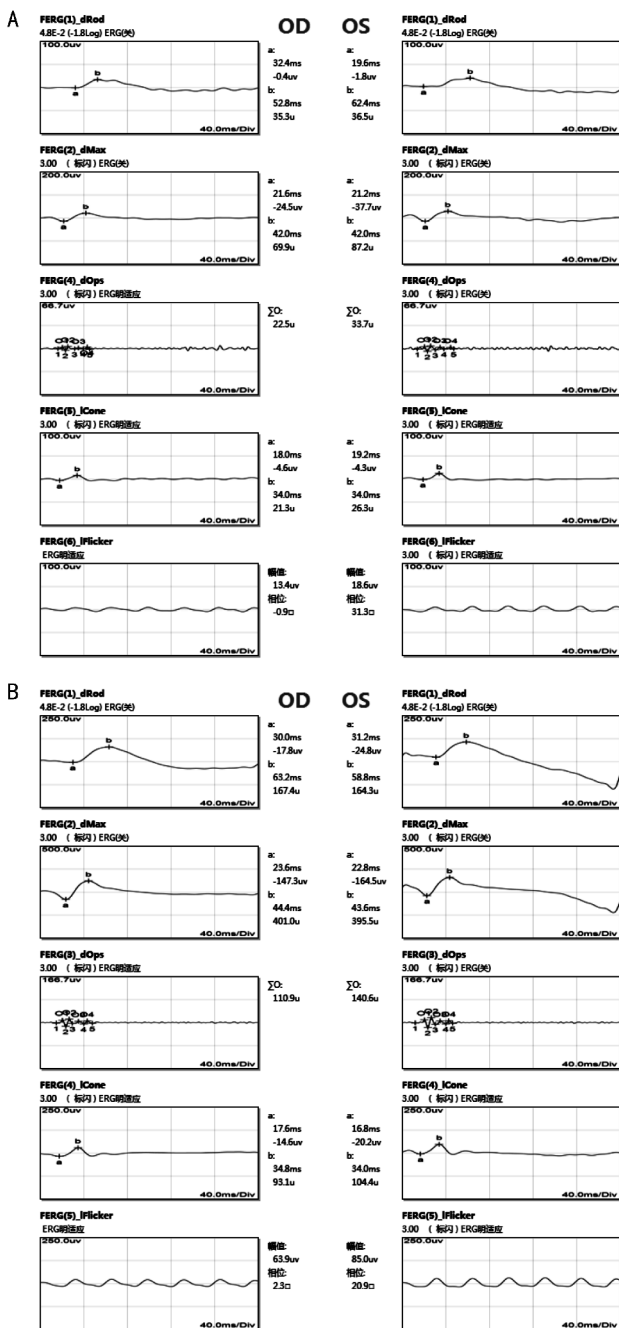 A
OD OS
FERG(1)_dRod
4.8E-2 (-1.8Log) ERG(关)
100.0uv
b
a
40.0ms/Div
a:
32.4ms
-0.4uv
b:
52.8ms
35.3u
a:
19.6ms
-1.8uv
b:
62.4ms
36.5u
FERG(1)_dRod
4.8E-2 (-1.8Log) ERG(关)
100.0uv
b
a
40.0ms/Div
FERG(2)_dMax
3.00 ( 标闪 ) ERG(关)
200.0uv
b
a
40.0ms/Div
a:
21.6ms
-24.5uv
b:
42.0ms
69.9u
a:
21.2ms
-37.7uv
b:
42.0ms
87.2u
FERG(2)_dMax
3.00 ( 标闪 ) ERG(关)
200.0uv
b
a
40.0ms/Div
FERG(4)_dOps
3.00 ( 标闪 ) ERG明适应
66.7uv
40.0ms/Div
∑O:
22.5u
∑O:
33.7u
FERG(4)_dOps
3.00 ( 标闪 ) ERG(关)
66.7uv
40.0ms/Div
FERG(5)_lCone
3.00 ( 标闪 ) ERG明适应
100.0uv
b
a
40.0ms/Div
a:
18.0ms
-4.6uv
b:
34.0ms
21.3u
a:
19.2ms
-4.3uv
b:
34.0ms
26.3u
FERG(5)_lCone
3.00 ( 标闪 ) ERG明适应
100.0uv
b
a
40.0ms/Div
FERG(6)_lFlicker
ERG明适应
100.0uv
40.0ms/Div
幅值:
13.4uv
相位:
-0.9□
幅值:
18.6uv
相位:
31.3□
FERG(6)_lFlicker
3.00 ( 标闪 ) ERG明适应
100.0uv
40.0ms/Div
B
OD OS
FERG(1)_dRod
4.8E-2 (-1.8Log) ERG(关)
250.0uv
b
a
40.0ms/Div
a:
30.0ms
-17.8uv
b:
63.2ms
167.4u
a:
31.2ms
-24.8uv
b:
58.8ms
164.3u
FERG(1)_dRod
4.8E-2 (-1.8Log) ERG(关)
250.0uv
b
a
40.0ms/Div
FERG(2)_dMax
3.00 ( 标闪 ) ERG(关)
500.0uv
b
a
40.0ms/Div
a:
23.6ms
-147.3uv
b:
44.4ms
401.0u
a:
22.8ms
-164.5uv
b:
43.6ms
395.5u
FERG(2)_dMax
3.00 ( 标闪 ) ERG(关)
500.0uv
b
a
40.0ms/Div
FERG(3)_dOps
3.00 ( 标闪 ) ERG明适应
166.7uv
40.0ms/Div
∑O:
110.9u
∑O:
140.6u
FERG(3)_dOps
3.00 ( 标闪 ) ERG(关)
166.7uv
40.0ms/Div
FERG(4)_lCone
3.00 ( 标闪 ) ERG明适应
250.0uv
b
a
40.0ms/Div
a:
17.6ms
-14.6uv
b:
34.8ms
93.1u
a:
16.8ms
-20.2uv
b:
34.0ms
104.4u
FERG(4)_lCone
3.00 ( 标闪 ) ERG明适应
250.0uv
b
a
40.0ms/Div
FERG(5)_lFlicker
ERG明适应
250.0uv
40.0ms/Div
幅值:
63.9uv
相位:
2.3□
幅值:
85.0uv
相位:
20.9□
FERG(5)_lFlicker
3.00 ( 标闪 ) ERG明适应
250.0uv
40.0ms/Div